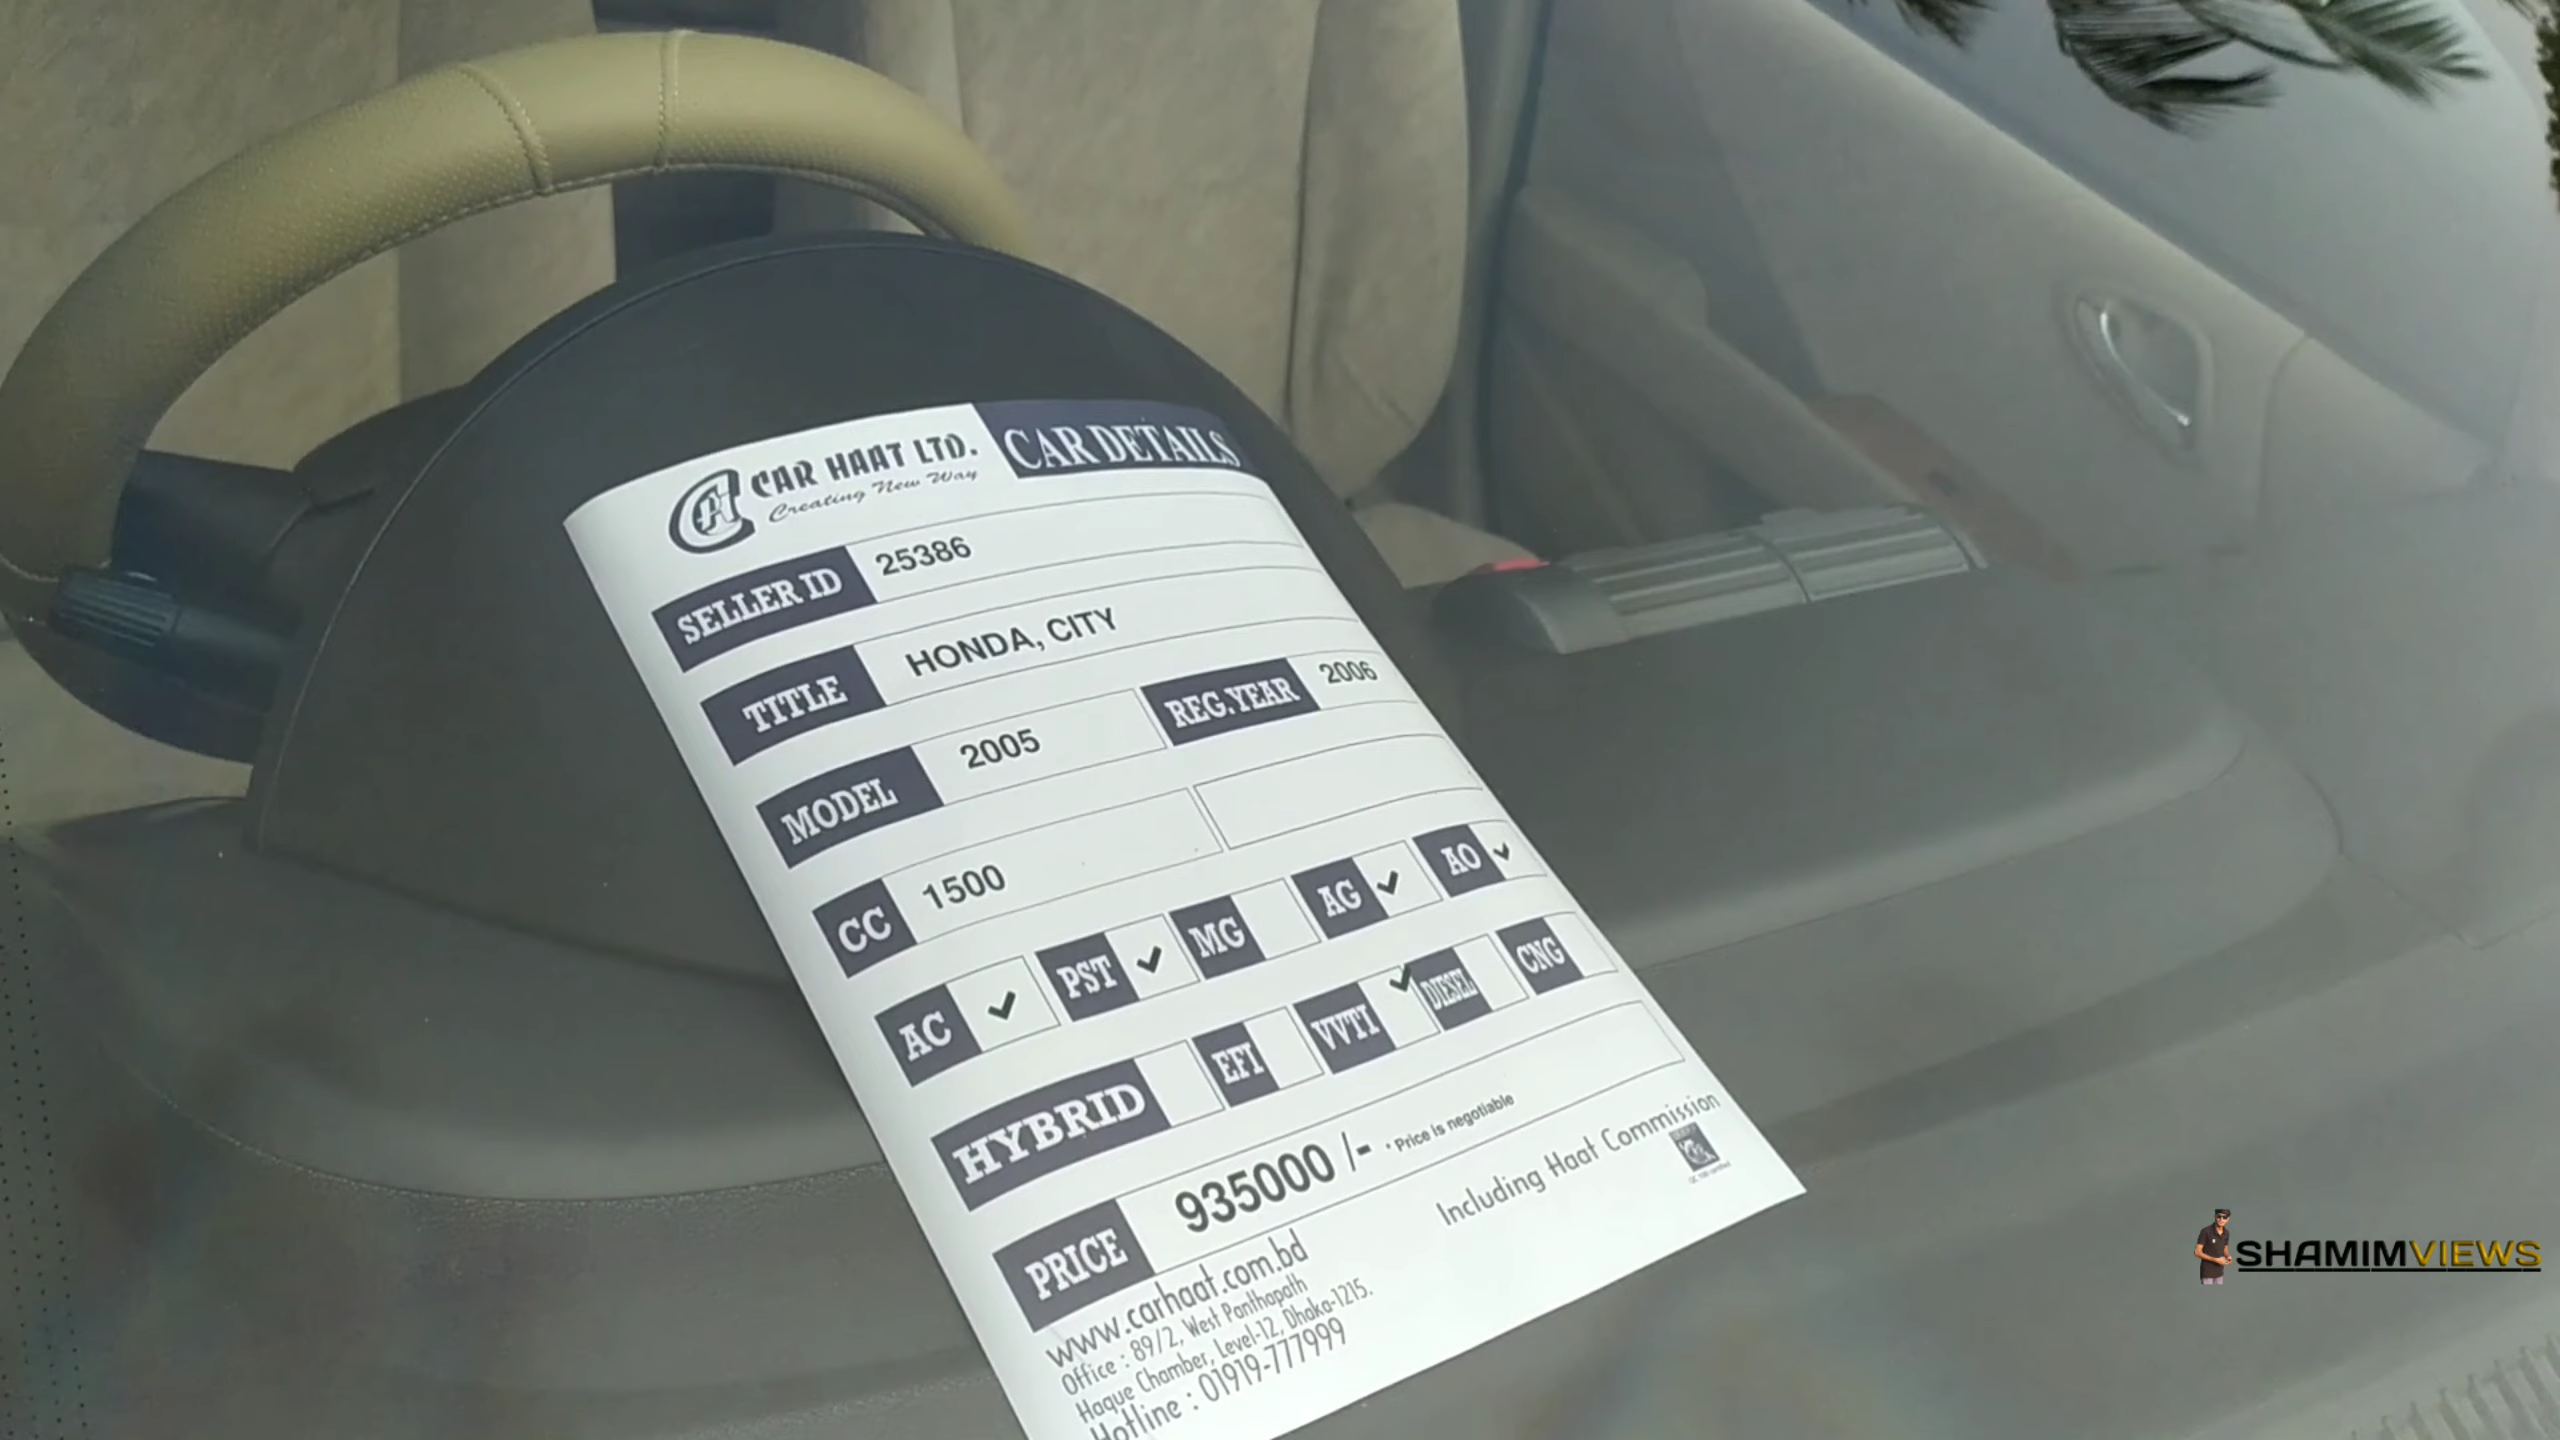 CAR HAAT LTD.
Creating New Way
CAR DETAILS
SELLER ID 25386
TITLE HONDA, CITY
MODEL 2005 REG.YEAR 2006
CC 1500
AC ✓ PST ✓ MG AG ✓ AO ✓
HYBRID EFI VVTI ✓ DIESEL CNG
PRICE 935000 /- * Price is negotiable
Including Haat Commission
www.carhaat.com.bd
Office : 89/2, West Panthapath
Haque Chamber, Level-12, Dhaka-1215.
Hotline : 01919-777999
SHAMIMVIEWS